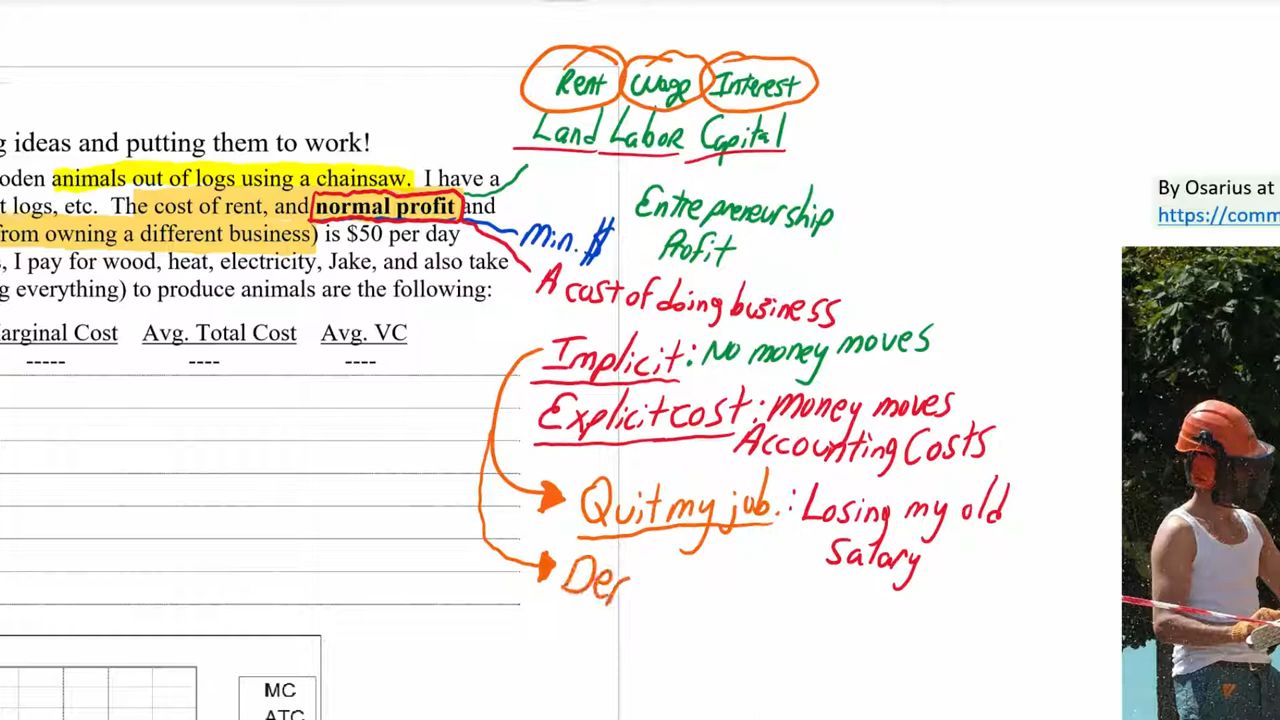 Rent Wage Interest
Land Labor Capital
g ideas and putting them to work!
ooden animals out of logs using a chainsaw. I have a
t logs, etc. The cost of rent, and normal profit and
from owning a different business) is $50 per day
s, I pay for wood, heat, electricity, Jake, and also take
g everything) to produce animals are the following:
arginal Cost Avg. Total Cost Avg. VC
----- ---- ----
Entrepreneurship
Profit
Min. $
A cost of doing business
Implicit: No money moves
Explicit cost: Money moves
Accounting Costs
Quit my job.: Losing my old
Salary
Der
MC
ATC
By Osarius at
https://comm